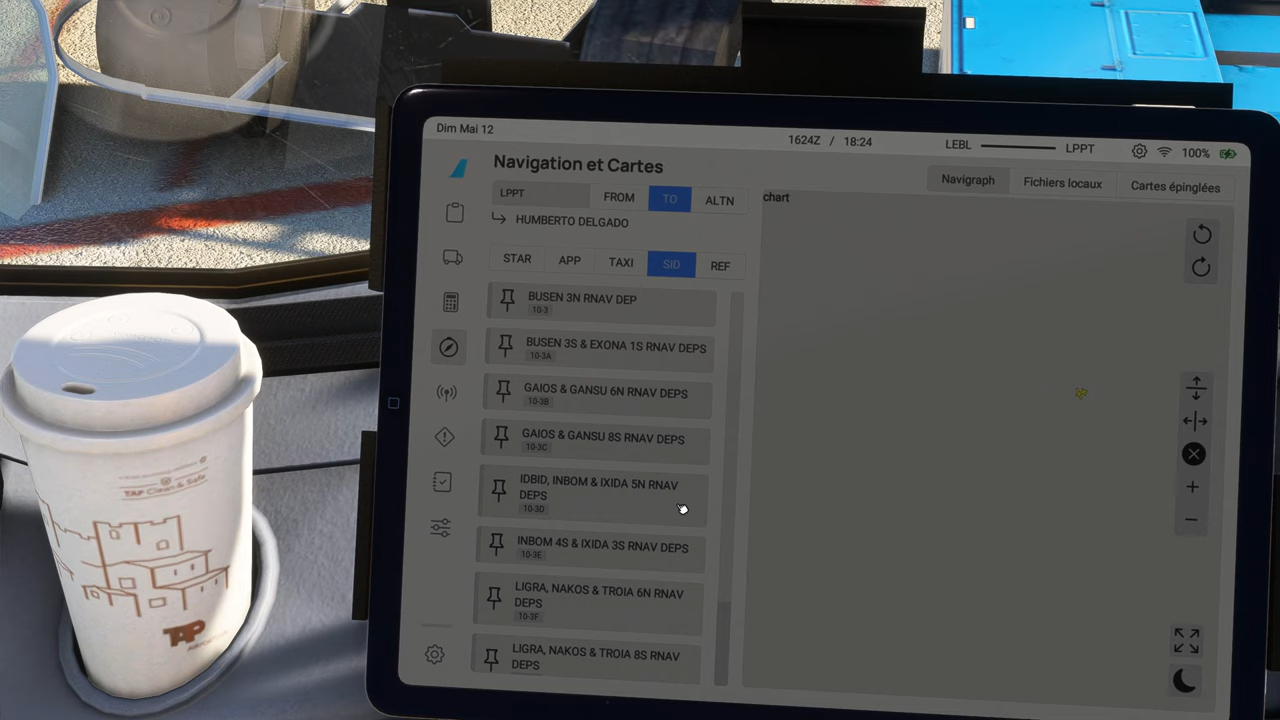 Dim Mai 12
1624Z / 18:24
LEBL
LPPT
100%
Navigation et Cartes
Navigraph
Fichiers locaux
Cartes épinglées
LPPT
FROM
TO
ALTN
HUMBERTO DELGADO
chart
STAR
APP
TAXI
SID
REF
BUSEN 3N RNAV DEP
10-3
BUSEN 3S & EXONA 1S RNAV DEPS
10-3A
GAIOS & GANSU 6N RNAV DEPS
10-3B
GAIOS & GANSU 8S RNAV DEPS
10-3C
IDBID, INBOM & IXIDA 5N RNAV
DEPS
10-3D
INBOM 4S & IXIDA 3S RNAV DEPS
10-3E
LIGRA, NAKOS & TROIA 6N RNAV
DEPS
10-3F
LIGRA, NAKOS & TROIA 8S RNAV
DEPS
TAP Clean & Safe
TAP